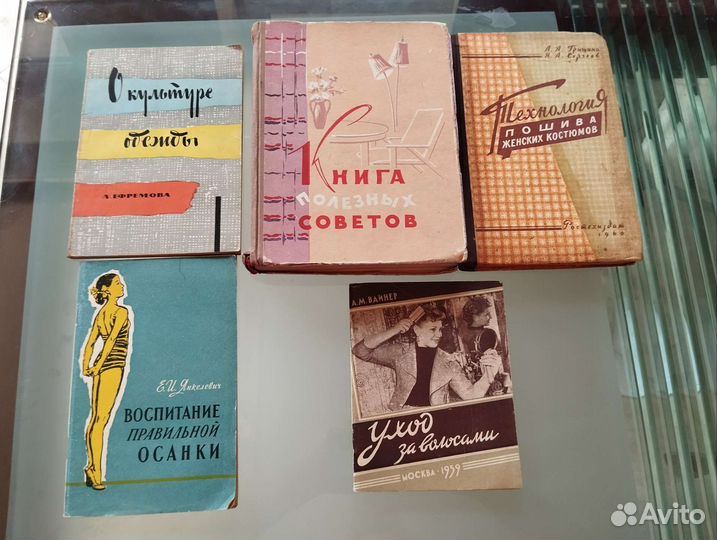 О культуре
одежды
Л. ЕФРЕМОВА
КНИГА
ПОЛЕЗНЫХ
СОВЕТОВ
Технология
ПОШИВА
ЖЕНСКИХ КОСТЮМОВ
Ростехиздат
1960
Е.И. Янкелевич
ВОСПИТАНИЕ
ПРАВИЛЬНОЙ
ОСАНКИ
А.М. ВАЙНЕР
Уход
за волосами
МОСКВА · 1959
Avito